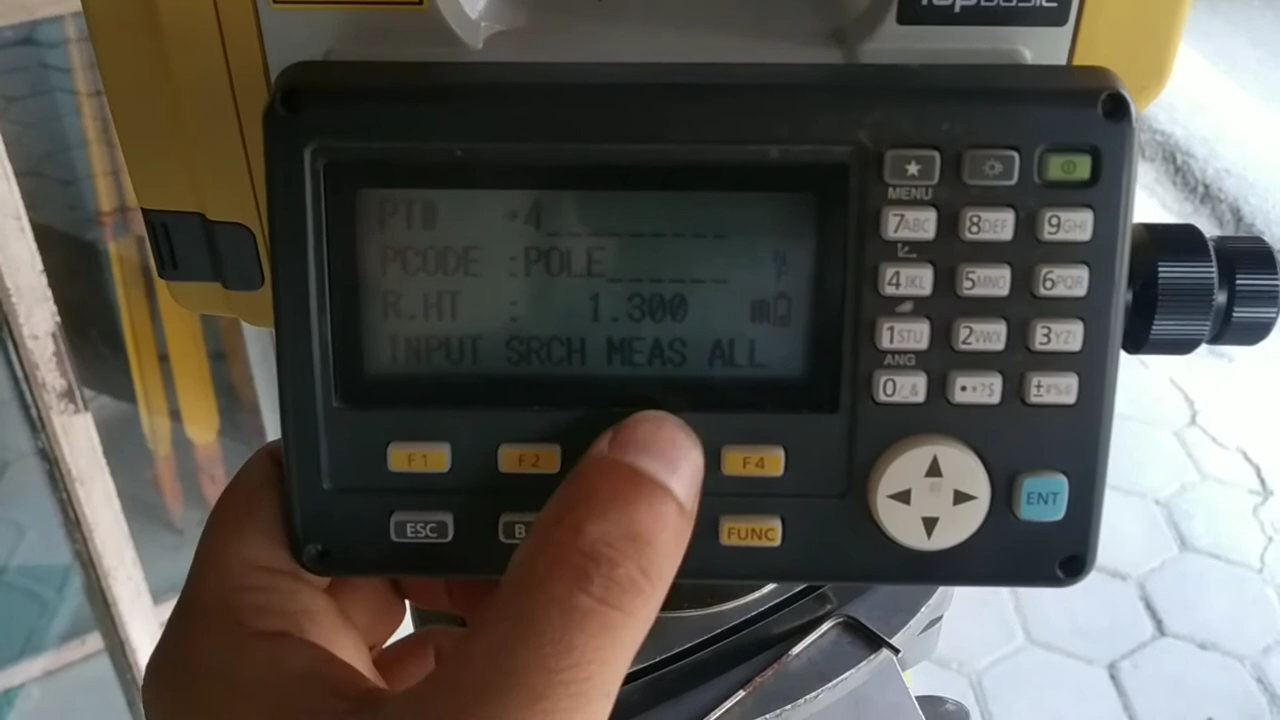 TopBasic
PT# →4
PCODE :POLE
R.HT : 1.300 m
INPUT SRCH MEAS ALL
★
MENU
7ABC 8DEF 9GHI
4JKL 5MNO 6PQR
1STU 2VWX 3YZ!
ANG
0/_& •*?$ ±#%@
F1 F2 F4
ESC B FUNC
ENT